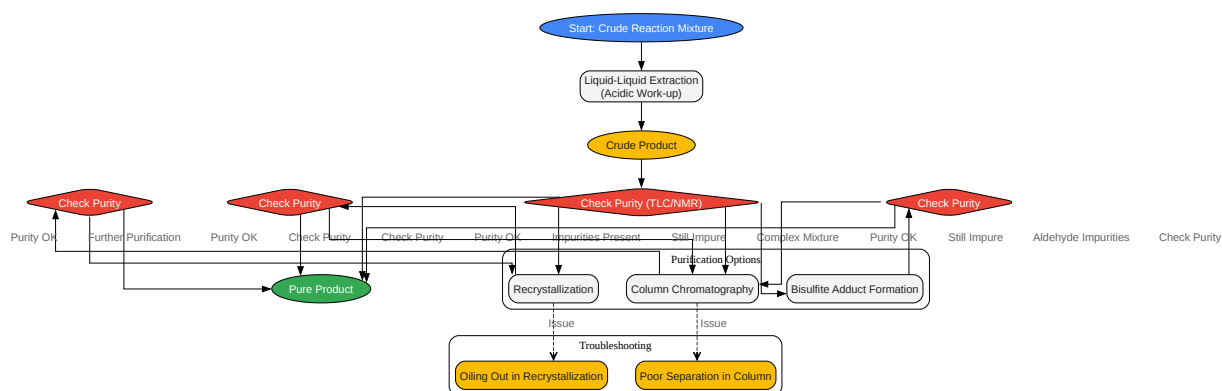 Start: Crude Reaction Mixture
Liquid-Liquid Extraction
(Acidic Work-up)
Crude Product
Check Purity
Check Purity
Check Purity (TLC/NMR)
Check Purity
Purity OK
Further Purification
Purity OK
Check Purity
Check Purity
Purity OK
Impurities Present
Still Impure
Complex Mixture
Purity OK
Still Impure
Aldehyde Impurities
Check Purity
Purification Options
Pure Product
Recrystallization
Column Chromatography
Bisulfite Adduct Formation
Issue
Issue
Troubleshooting
Oiling Out in Recrystallization
Poor Separation in Column